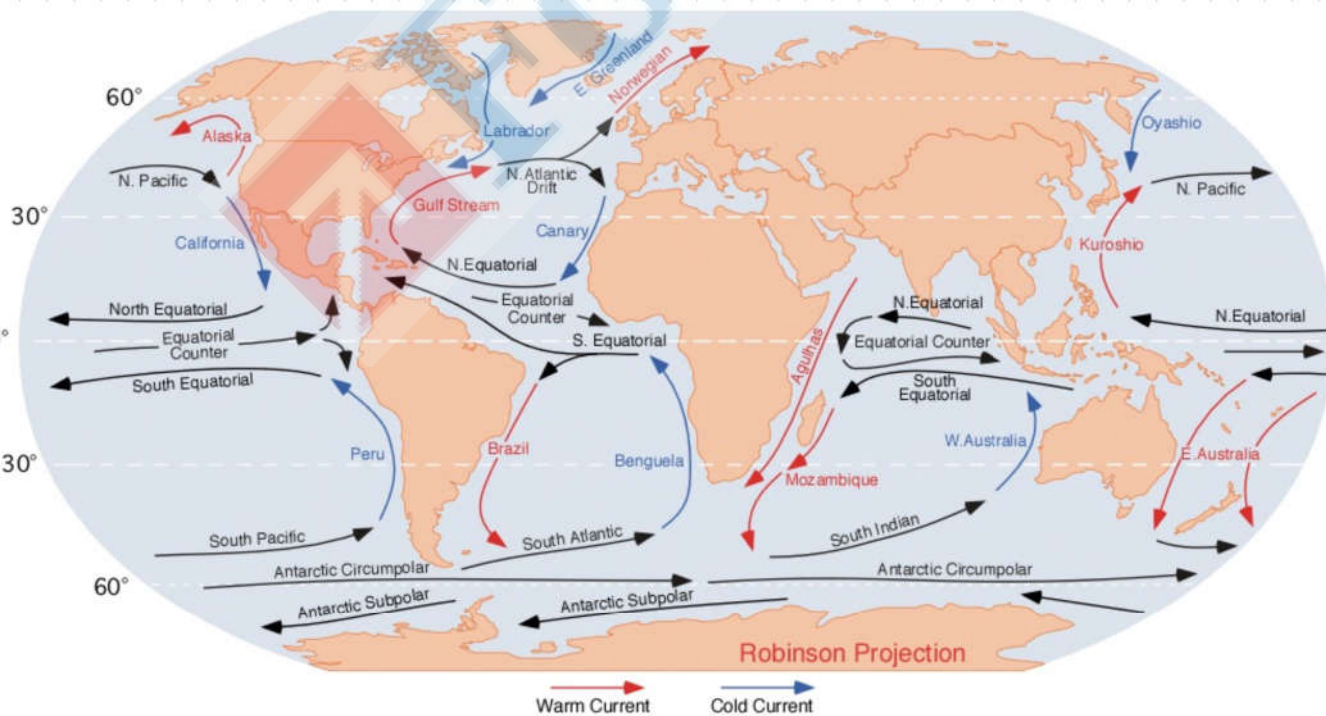 60°
30°
°
30°
60°
Alaska
N. Pacific
California
North Equatorial
Equatorial
Counter
South Equatorial
Peru
South Pacific
Antarctic Circumpolar
Antarctic Subpolar
Labrador
E. Greenland
Norwegian
N.Atlantic
Drift
Gulf Stream
Canary
N.Equatorial
Equatorial
Counter
S. Equatorial
Brazil
Benguela
South Atlantic
Antarctic Subpolar
Agulhas
Mozambique
N.Equatorial
Equatorial Counter
South
Equatorial
W.Australia
South Indian
Antarctic Circumpolar
Oyashio
N. Pacific
Kuroshio
N.Equatorial
E.Australia
Robinson Projection
Warm Current
Cold Current